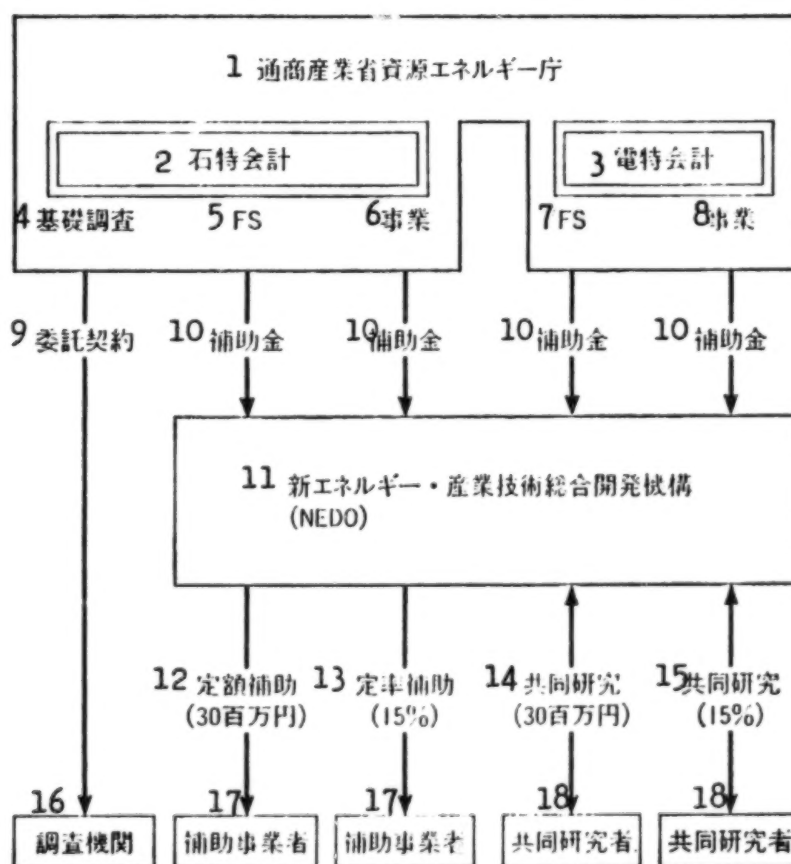 1 通商産業省資源エネルギー庁
2 石特会計
3 電特会計
4 基礎調査
5 FS
6 事業
7 FS
8 事業
9 委託契約
10 補助金
10 補助金
10 補助金
10 補助金
11 新エネルギー・産業技術総合開発機構
(NEDO)
12 定額補助
(30百万円)
13 定率補助
(15%)
14 共同研究
(30百万円)
15 共同研究
(15%)
16
調査機関
17
補助事業者
17
補助事業者
18
共同研究者
18
共同研究者